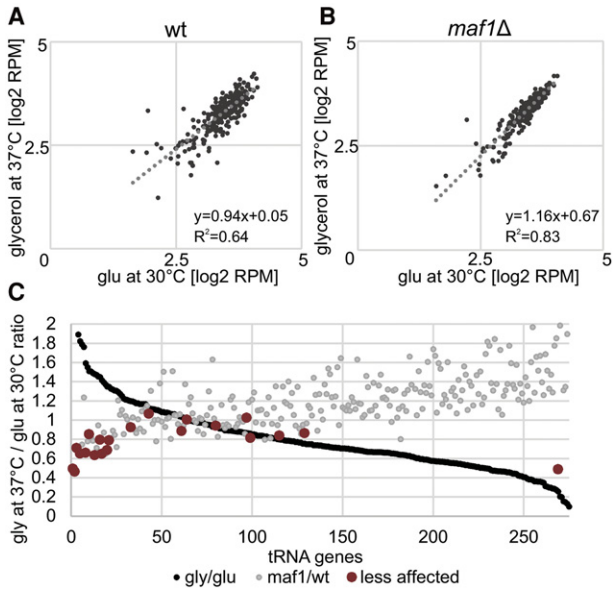 A
wt
B
maf1Δ
glycerol at 37°C [log2 RPM]
5
2.5
0
0
2.5
5
y=0.94x+0.05
R²=0.64
glu at 30°C [log2 RPM]
glycerol at 37°C [log2 RPM]
5
2.5
0
0
2.5
5
y=1.16x+0.67
R²=0.83
glu at 30°C [log2 RPM]
C
gly at 37°C / glu at 30°C ratio
2
1.8
1.6
1.4
1.2
1
0.8
0.6
0.4
0.2
0
0
50
100
150
200
250
tRNA genes
gly/glu
maf1/wt
less affected